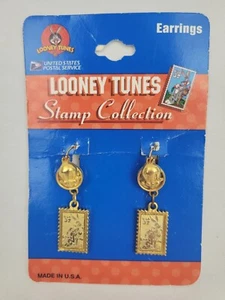 Earrings
LOONEY TUNES
UNITED STATES
POSTAL SERVICE
LOONEY TUNES
Stamp Collection
MADE IN U.S.A.